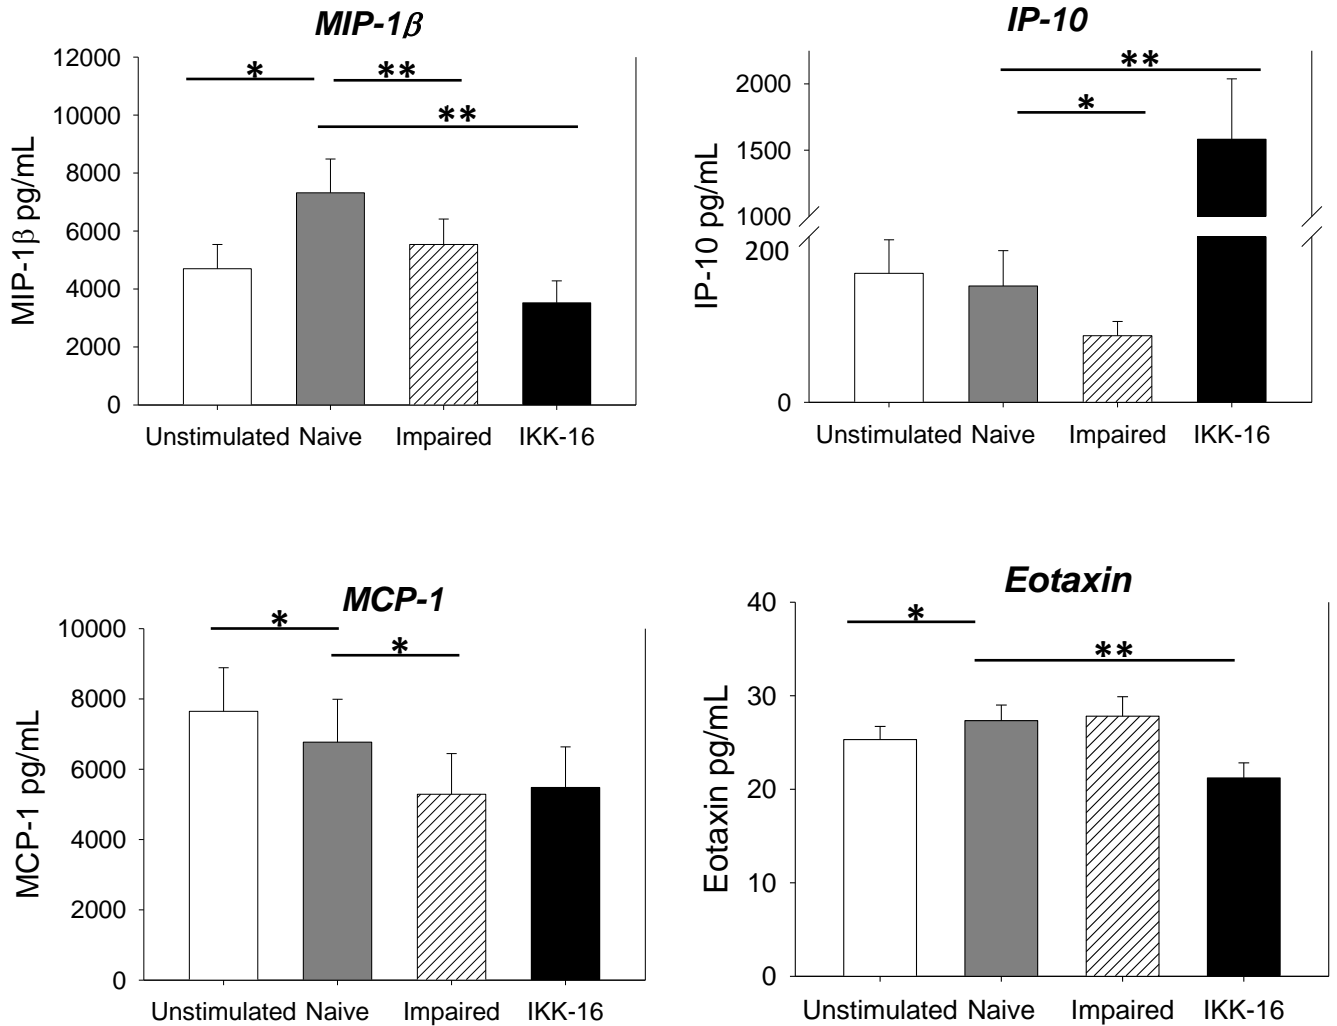 MIP-1β
MIP-1β pg/mL
12000
10000
8000
6000
4000
2000
0
*
**
**
Unstimulated Naive Impaired IKK-16
IP-10
IP-10 pg/mL
2000
1500
1000
200
0
**
*
Unstimulated Naive Impaired IKK-16
MCP-1
MCP-1 pg/mL
10000
8000
6000
4000
2000
0
*
*
Unstimulated Naive Impaired IKK-16
Eotaxin
Eotaxin pg/mL
40
30
20
10
0
*
**
Unstimulated Naive Impaired IKK-16